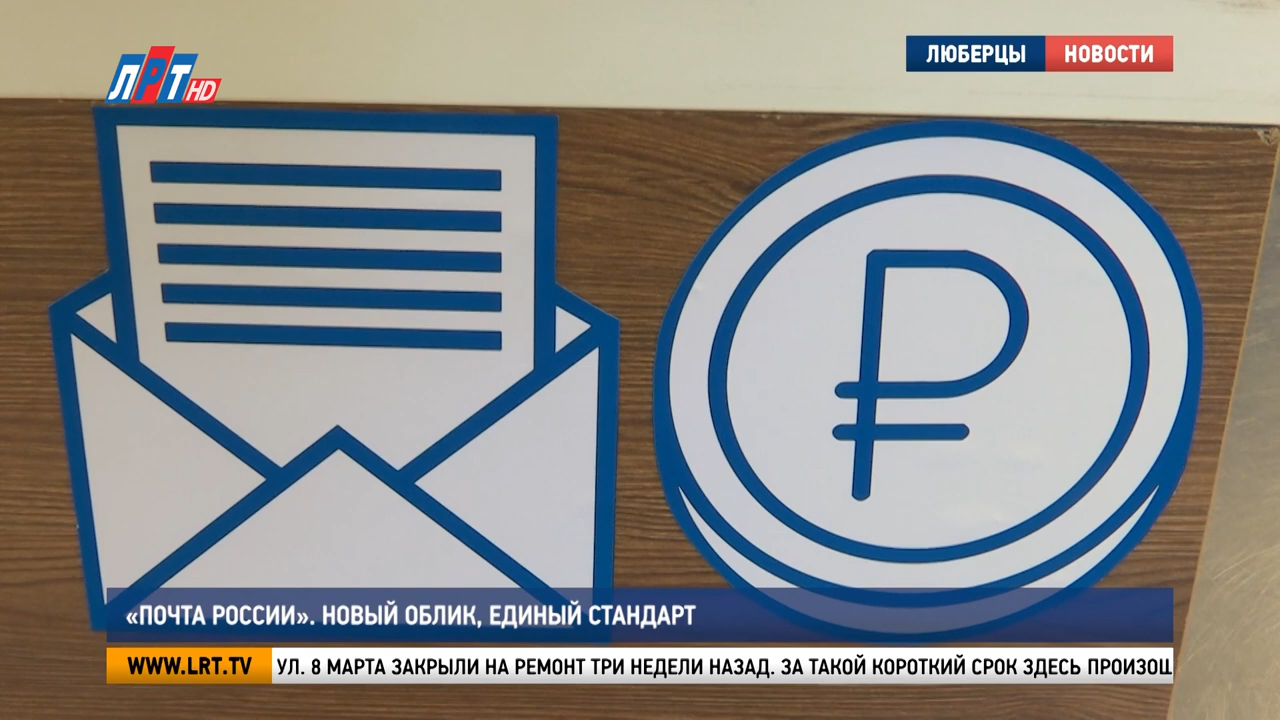 ЛРТ HD
ЛЮБЕРЦЫ НОВОСТИ
«ПОЧТА РОССИИ». НОВЫЙ ОБЛИК, ЕДИНЫЙ СТАНДАРТ
WWW.LRT.TV УЛ. 8 МАРТА ЗАКРЫЛИ НА РЕМОНТ ТРИ НЕДЕЛИ НАЗАД. ЗА ТАКОЙ КОРОТКИЙ СРОК ЗДЕСЬ ПРОИЗОШ